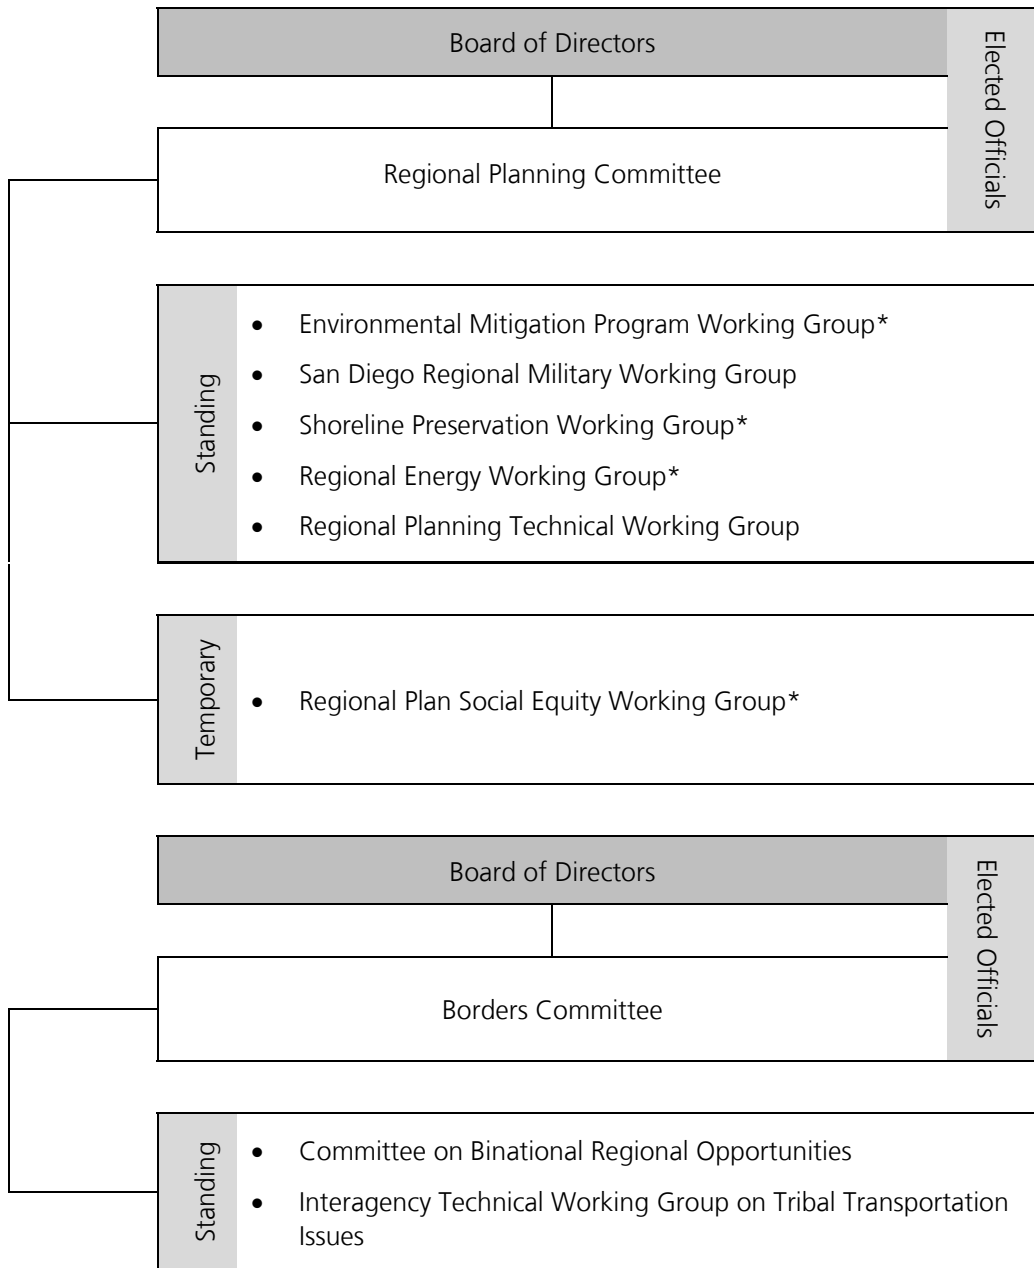 Board of Directors
Elected Officials
Regional Planning Committee
Standing
• Environmental Mitigation Program Working Group*
• San Diego Regional Military Working Group
• Shoreline Preservation Working Group*
• Regional Energy Working Group*
• Regional Planning Technical Working Group
Temporary
• Regional Plan Social Equity Working Group*
Board of Directors
Elected Officials
Borders Committee
Standing
• Committee on Binational Regional Opportunities
• Interagency Technical Working Group on Tribal Transportation
Issues